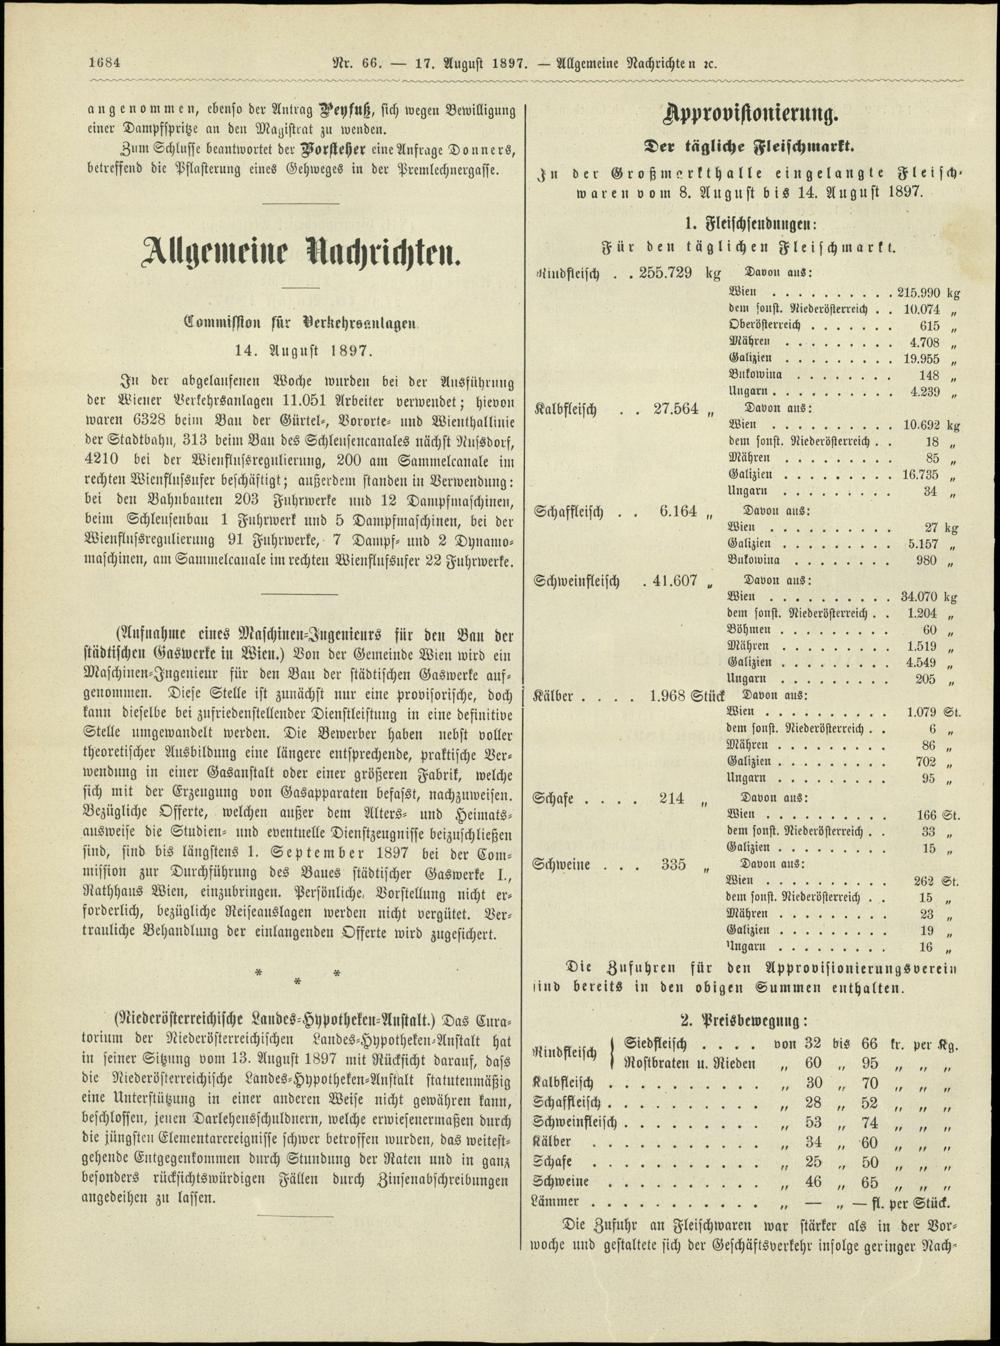 1684
Nr. 66. — 17. August 1897. — Allgemeine Nachrichten ꝛc.
angenommen, ebenso der Antrag Peyfuß, sich wegen Bewilligung
einer Dampfspritze an den Magistrat zu wenden.
Zum Schlusse beantwortet der Vorsteher eine Anfrage Donners,
betreffend die Pflasterung eines Gehweges in der Premlechnergasse.
Allgemeine Nachrichten.
Commission für Verkehrsanlagen
14. August 1897.
In der abgelaufenen Woche wurden bei der Ausführung
der Wiener Verkehrsanlagen 11.051 Arbeiter verwendet; hievon
waren 6328 beim Bau der Gürtel-, Vororte- und Wienthallinie
der Stadtbahn, 313 beim Bau des Schleusencanales nächst Nussdorf,
4210 bei der Wienflussregulierung, 200 am Sammelcanale im
rechten Wienflussufer beschäftigt; außerdem standen in Verwendung:
bei den Bahnbauten 203 Fuhrwerke und 12 Dampfmaschinen,
beim Schleusenbau 1 Fuhrwerk und 5 Dampfmaschinen, bei der
Wienflussregulierung 91 Fuhrwerke, 7 Dampf- und 2 Dynamo-
maschinen, am Sammelcanale im rechten Wienflussufer 22 Fuhrwerke.
(Aufnahme eines Maschinen-Ingenieurs für den Bau der
städtischen Gaswerke in Wien.) Von der Gemeinde Wien wird ein
Maschinen-Ingenieur für den Bau der städtischen Gaswerke auf-
genommen. Diese Stelle ist zunächst nur eine provisorische, doch
kann dieselbe bei zufriedenstellender Dienstleistung in eine definitive
Stelle umgewandelt werden. Die Bewerber haben nebst voller
theoretischer Ausbildung eine längere entsprechende, praktische Ver-
wendung in einer Gasanstalt oder einer größeren Fabrik, welche
sich mit der Erzeugung von Gasapparaten befasst, nachzuweisen.
Bezügliche Offerte, welchen außer dem Alters- und Heimats-
ausweise die Studien- und eventuelle Dienstzeugnisse beizuschließen
sind, sind bis längstens 1. September 1897 bei der Com-
mission zur Durchführung des Baues städtischer Gaswerke I.,
Rathhaus Wien, einzubringen. Persönliche Vorstellung nicht er-
forderlich, bezügliche Reiseauslagen werden nicht vergütet. Ver-
trauliche Behandlung der einlangenden Offerte wird zugesichert.
* * *
(Niederösterreichische Landes-Hypotheken-Anstalt.) Das Cura-
torium der Niederösterreichischen Landes-Hypotheken-Anstalt hat
in seiner Sitzung vom 13. August 1897 mit Rücksicht darauf, dass
die Niederösterreichische Landes-Hypotheken-Anstalt statutenmäßig
eine Unterstützung in einer anderen Weise nicht gewähren kann,
beschlossen, jenen Darlehensschuldnern, welche erwiesenermaßen durch
die jüngsten Elementarereignisse schwer betroffen wurden, das weitest-
gehende Entgegenkommen durch Stundung der Raten und in ganz
besonders rücksichtswürdigen Fällen durch Zinsenabschreibungen
angedeihen zu lassen.
Approvisionierung.
Der tägliche Fleischmarkt.
In der Großmarkthalle eingelangte Fleisch-
waren vom 8. August bis 14. August 1897.
1. Fleischsendungen:
Für den täglichen Fleischmarkt.
Rindfleisch . . 255.729 kg Davon aus:
Wien . . . . . . . . . . 215.990 kg
dem sonst. Niederösterreich . . 10.074 „
Oberösterreich . . . . . . . 615 „
Mähren . . . . . . . . . 4.708 „
Galizien . . . . . . . . . 19.955 „
Bukowina . . . . . . . . 148 „
Ungarn . . . . . . . . . 4.239 „
Kalbfleisch . . 27.564 „ Davon aus:
Wien . . . . . . . . . . 10.692 kg
dem sonst. Niederösterreich . . 18 „
Mähren . . . . . . . . . 85 „
Galizien . . . . . . . . . 16.735 „
Ungarn . . . . . . . . . 34 „
Schaffleisch . . 6.164 „ Davon aus:
Wien . . . . . . . . . . 27 kg
Galizien . . . . . . . . . 5.157 „
Bukowina . . . . . . . . 980 „
Schweinfleisch . 41.607 „ Davon aus:
Wien . . . . . . . . . . 34.070 kg
dem sonst. Niederösterreich . . 1.204 „
Böhmen . . . . . . . . . 60 „
Mähren . . . . . . . . . 1.519 „
Galizien . . . . . . . . . 4.549 „
Ungarn . . . . . . . . . 205 „
Kälber . . . . 1.968 Stück Davon aus:
Wien . . . . . . . . . . 1.079 St.
dem sonst. Niederösterreich . . 6 „
Mähren . . . . . . . . . 86 „
Galizien . . . . . . . . . 702 „
Ungarn . . . . . . . . . 95 „
Schafe . . . . 214 „ Davon aus:
Wien . . . . . . . . . . 166 St.
dem sonst. Niederösterreich . . 33 „
Galizien . . . . . . . . . 15 „
Schweine . . . 335 „ Davon aus:
Wien . . . . . . . . . . 262 St.
dem sonst. Niederösterreich . . 15 „
Mähren . . . . . . . . . 23 „
Galizien . . . . . . . . . 19 „
Ungarn . . . . . . . . . 16 „
Die Zufuhren für den Approvisionierungsverein
sind bereits in den obigen Summen enthalten.
2. Preisbewegung:
Rindfleisch { Siedfleisch . . . . von 32 bis 66 kr. per Kg.
Rostbraten u. Rieden „ 60 „ 95 „ „ „
Kalbfleisch . . . . . . . . . . „ 30 „ 70 „ „ „
Schaffleisch . . . . . . . . . . „ 28 „ 52 „ „ „
Schweinfleisch . . . . . . . . . „ 53 „ 74 „ „ „
Kälber . . . . . . . . . . . „ 34 „ 60 „ „ „
Schafe . . . . . . . . . . . „ 25 „ 50 „ „ „
Schweine . . . . . . . . . . „ 46 „ 65 „ „ „
Lämmer . . . . . . . . . . . „ — „ — fl. per Stück.
Die Zufuhr an Fleischwaren war stärker als in der Vor-
woche und gestaltete sich der Geschäftsverkehr infolge geringer Nach-